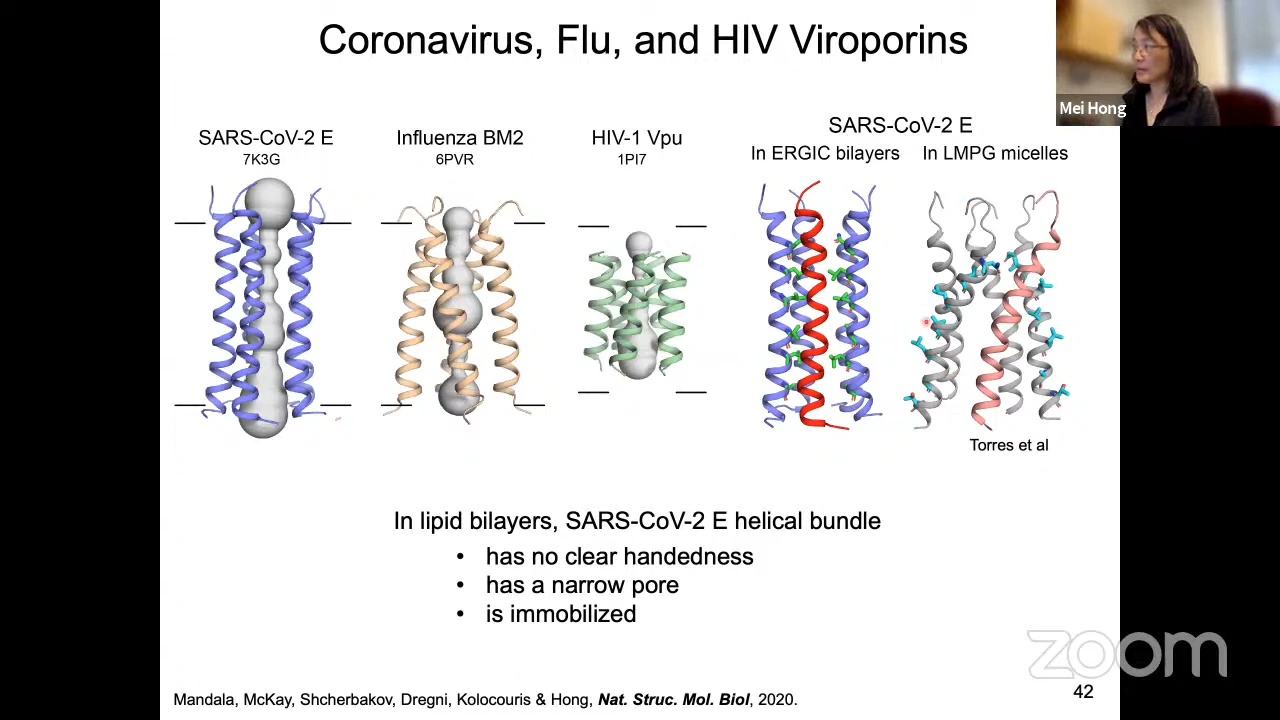 Coronavirus, Flu, and HIV Viroporins
Mei Hong
SARS-CoV-2 E
7K3G
Influenza BM2
6PVR
HIV-1 Vpu
1PI7
SARS-CoV-2 E
In ERGIC bilayers
In LMPG micelles
Torres et al
In lipid bilayers, SARS-CoV-2 E helical bundle
• has no clear handedness
• has a narrow pore
• is immobilized
zoom
Mandala, McKay, Shcherbakov, Dregni, Kolocouris & Hong, Nat. Struc. Mol. Biol, 2020.
42